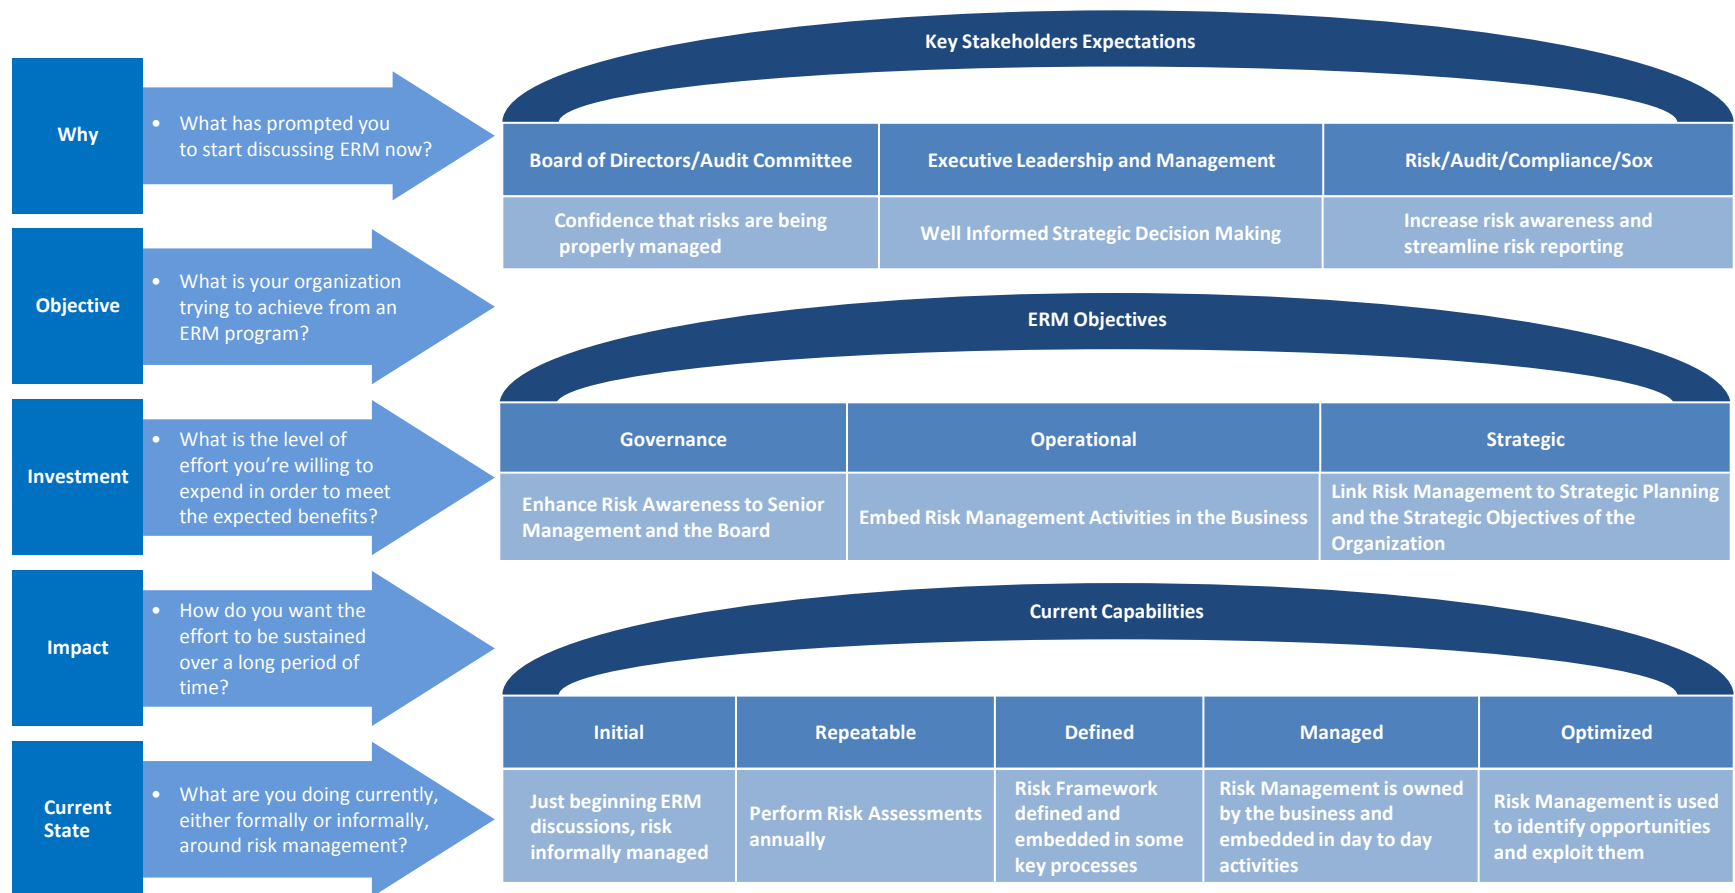 Why
• What has prompted you
to start discussing ERM now?
Objective
• What is your organization
trying to achieve from an
ERM program?
Investment
• What is the level of
effort you’re willing to
expend in order to meet
the expected benefits?
Impact
• How do you want the
effort to be sustained
over a long period of
time?
Current
State
• What are you doing currently,
either formally or informally,
around risk management?
Key Stakeholders Expectations
Board of Directors/Audit Committee
Executive Leadership and Management
Risk/Audit/Compliance/Sox
Confidence that risks are being
properly managed
Well Informed Strategic Decision Making
Increase risk awareness and
streamline risk reporting
ERM Objectives
Governance
Operational
Strategic
Enhance Risk Awareness to Senior
Management and the Board
Embed Risk Management Activities in the Business
Link Risk Management to Strategic Planning
and the Strategic Objectives of the
Organization
Current Capabilities
Initial
Repeatable
Defined
Managed
Optimized
Just beginning ERM
discussions, risk
informally managed
Perform Risk Assessments
annually
Risk Framework
defined and
embedded in some
key processes
Risk Management is owned
by the business and
embedded in day to day
activities
Risk Management is used
to identify opportunities
and exploit them